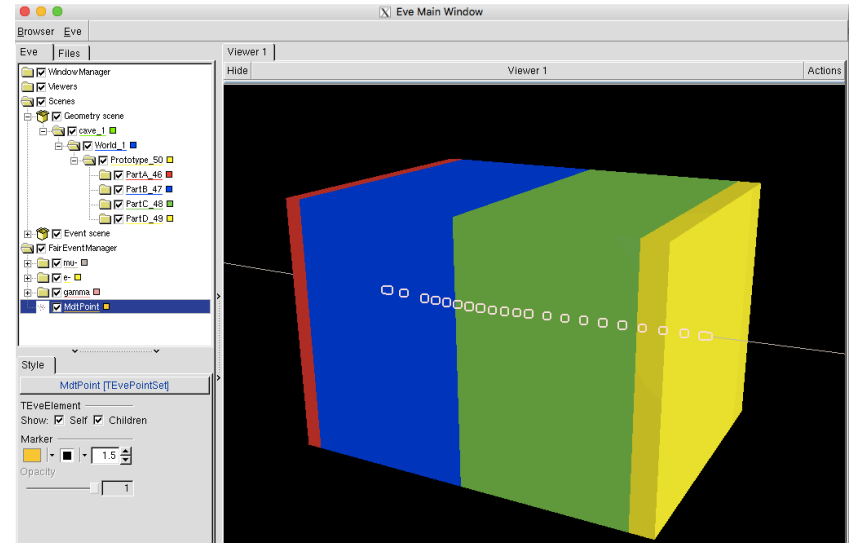 Eve Main Window
Browser Eve
Eve Files
Viewer 1
Hide Viewer 1 Actions
WindowManager
Viewers
Scenes
Geometry scene
cave_1
World_1
Prototype_50
PartA_46
PartB_47
PartC_48
PartD_49
Event scene
FairEventManager
mu-
e-
gamma
MdtPoint
Style
MdtPoint [TEvePointSet]
TEveElement
Show: Self Children
Marker
1.5
Opacity
1